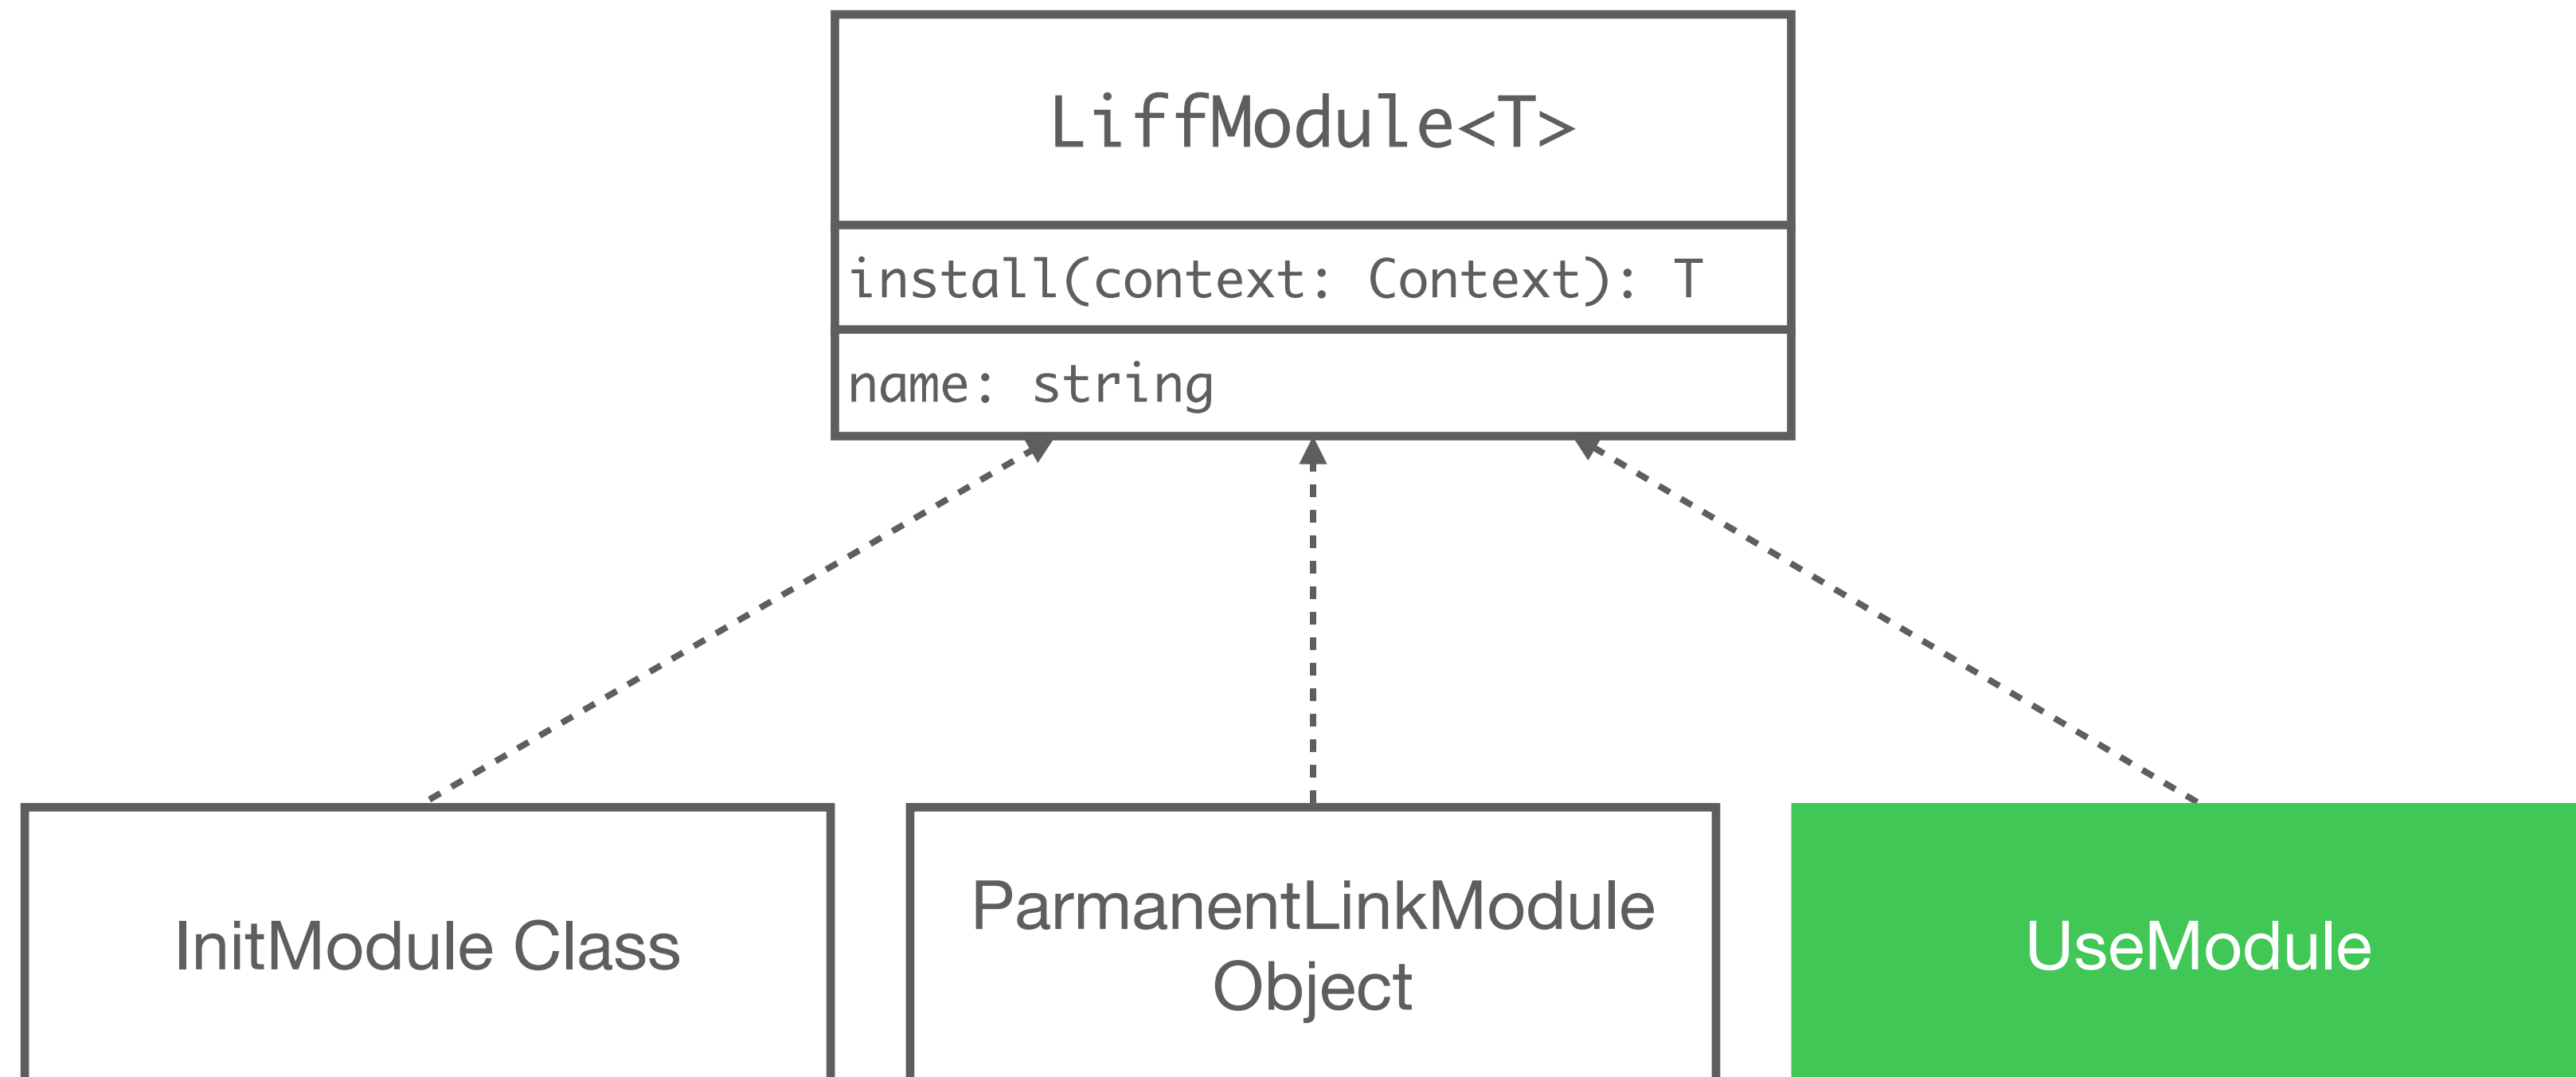 LiffModule<T>
install(context: Context): T
name: string
InitModule Class
ParmanentLinkModule
Object
UseModule